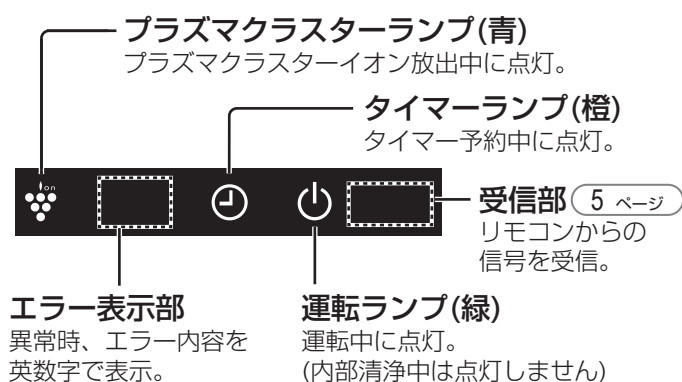 プラズマクラスターランプ(青)
プラズマクラスターイオン放出中に点灯。
タイマーランプ(橙)
タイマー予約中に点灯。
ion
受信部 5 ページ
リモコンからの
信号を受信。
エラー表示部
異常時、エラー内容を
英数字で表示。
運転ランプ(緑)
運転中に点灯。
(内部清浄中は点灯しません)